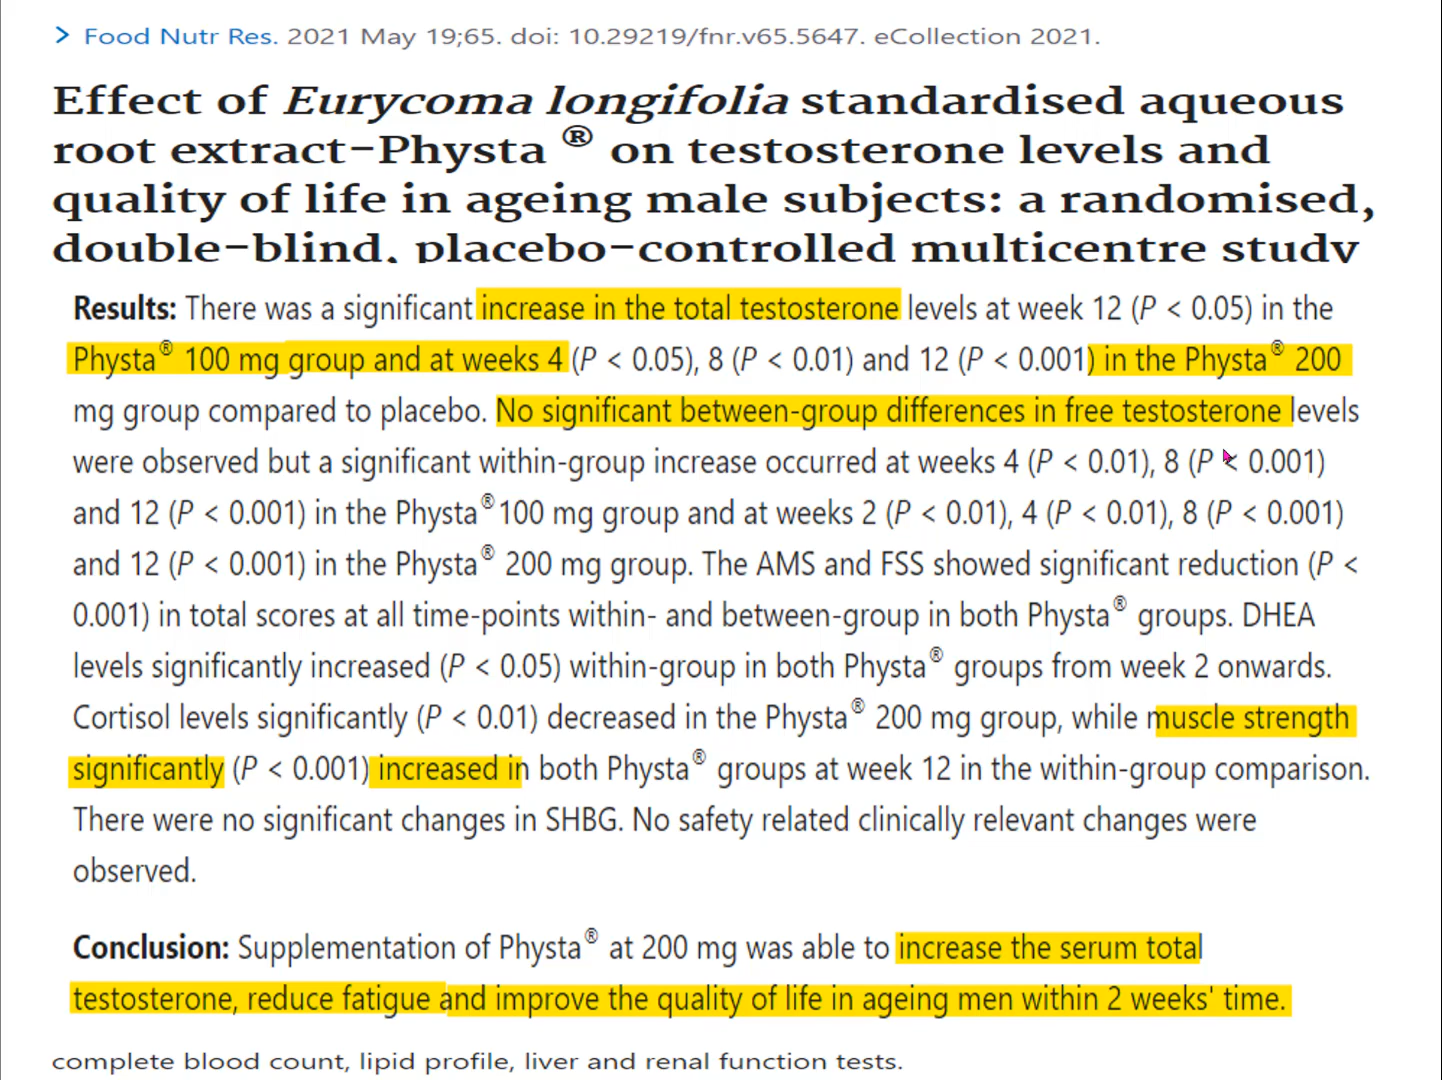 > Food Nutr Res. 2021 May 19;65. doi: 10.29219/fnr.v65.5647. eCollection 2021.
Effect of Eurycoma longifolia standardised aqueous
root extract-Physta ® on testosterone levels and
quality of life in ageing male subjects: a randomised,
double-blind, placebo-controlled multicentre study
Results: There was a significant increase in the total testosterone levels at week 12 (P < 0.05) in the
Physta® 100 mg group and at weeks 4 (P < 0.05), 8 (P < 0.01) and 12 (P < 0.001) in the Physta® 200
mg group compared to placebo. No significant between-group differences in free testosterone levels
were observed but a significant within-group increase occurred at weeks 4 (P < 0.01), 8 (P < 0.001)
and 12 (P < 0.001) in the Physta®100 mg group and at weeks 2 (P < 0.01), 4 (P < 0.01), 8 (P < 0.001)
and 12 (P < 0.001) in the Physta® 200 mg group. The AMS and FSS showed significant reduction (P <
0.001) in total scores at all time-points within- and between-group in both Physta® groups. DHEA
levels significantly increased (P < 0.05) within-group in both Physta® groups from week 2 onwards.
Cortisol levels significantly (P < 0.01) decreased in the Physta® 200 mg group, while muscle strength
significantly (P < 0.001) increased in both Physta® groups at week 12 in the within-group comparison.
There were no significant changes in SHBG. No safety related clinically relevant changes were
observed.
Conclusion: Supplementation of Physta® at 200 mg was able to increase the serum total
testosterone, reduce fatigue and improve the quality of life in ageing men within 2 weeks' time.
complete blood count, lipid profile, liver and renal function tests.